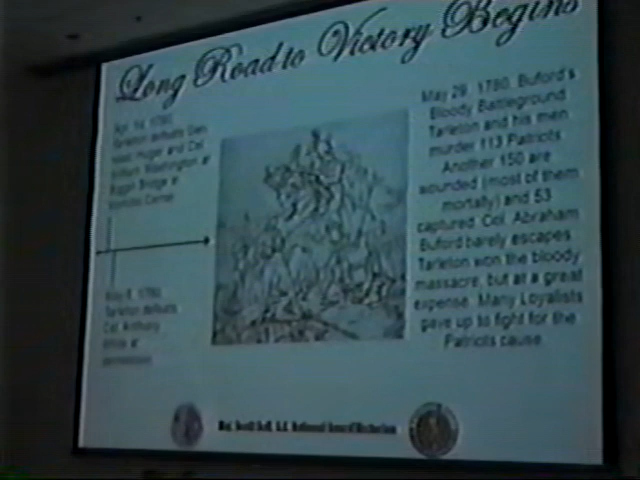 Long Road to Victory Begins
Apr. 14, 1780
Tarleton defeats Gen.
Isaac Huger and Col.
William Washington at
Biggin Bridge at
Moncks Corner
May 6, 1780
Tarleton defeats
Col. Anthony
White at
May 29, 1780, Buford's
Bloody Battleground
Tarleton and his men
murder 113 Patriots
Another 150 are
wounded (most of them
mortally) and 53
captured. Col. Abraham
Buford barely escapes
Tarleton won the bloody
massacre, but at a great
expense. Many Loyalists
gave up to fight for the
Patriots cause.
National Guard